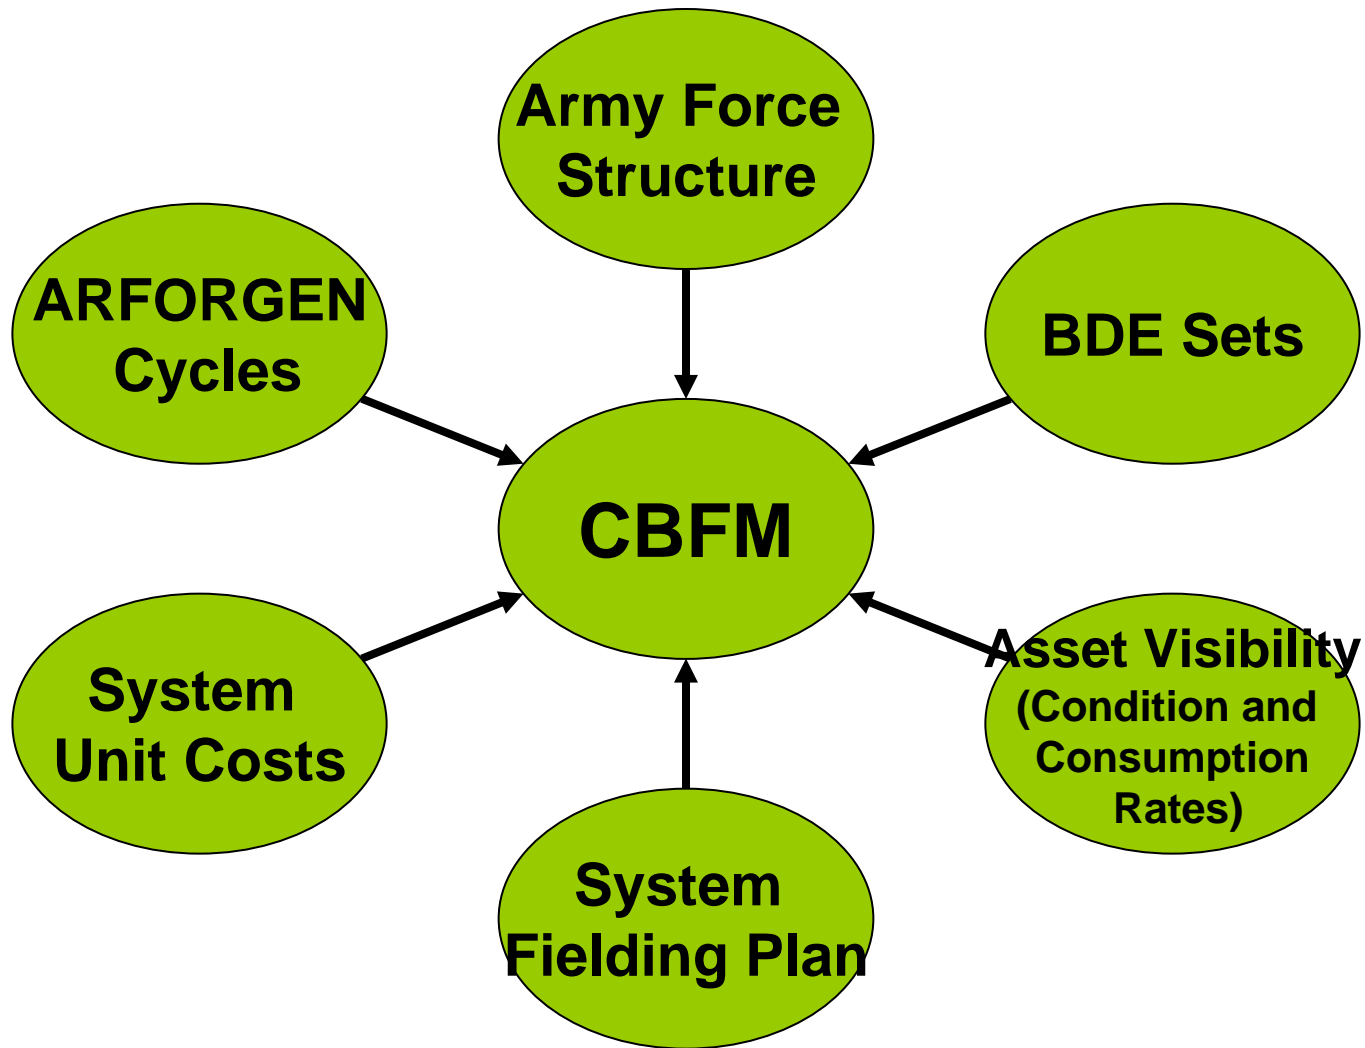 Army Force
Structure
ARFORGEN
Cycles
BDE Sets
CBFM
System
Unit Costs
Asset Visibility
(Condition and
Consumption
Rates)
System
Fielding Plan